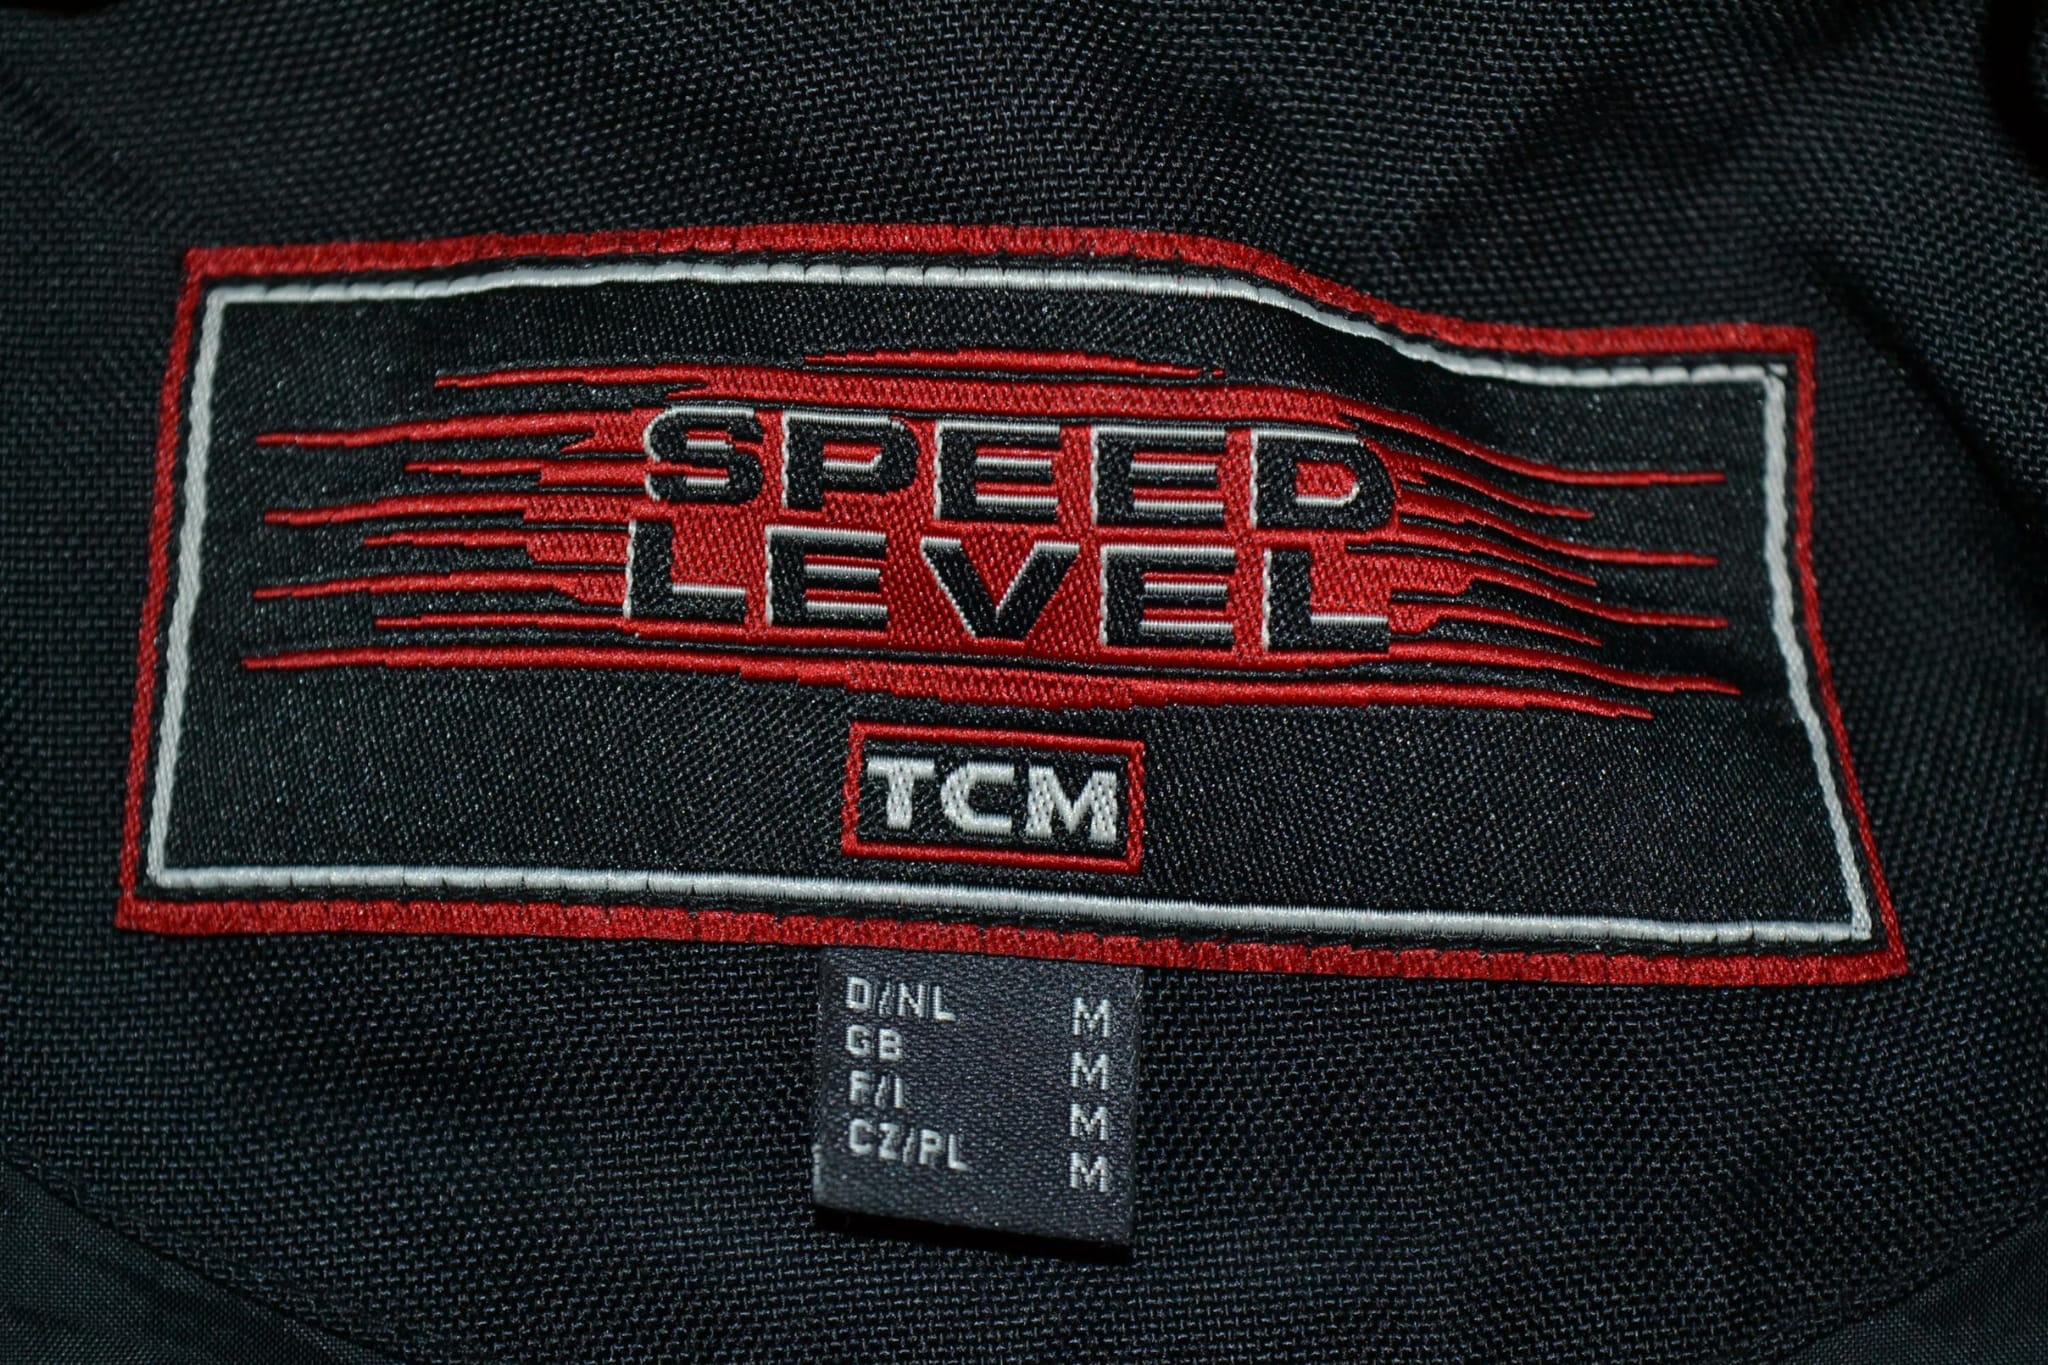 SPEED
LEVEL
TCM
D/NL M
GB M
F/I M
CZ/PL M